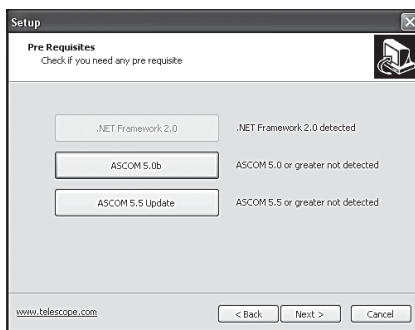 Setup
Pre Requisites
Check if you need any pre requisite
.NET Framework 2.0 .NET Framework 2.0 detected
ASCOM 5.0b ASCOM 5.0 or greater not detected
ASCOM 5.5 Update ASCOM 5.5 or greater not detected
www.telescope.com < Back Next > Cancel